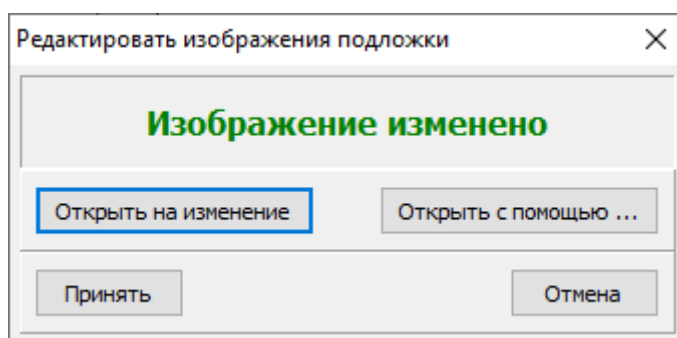 Редактировать изображения подложки
Изображение изменено
Открыть на изменение Открыть с помощью ...
Принять Отмена